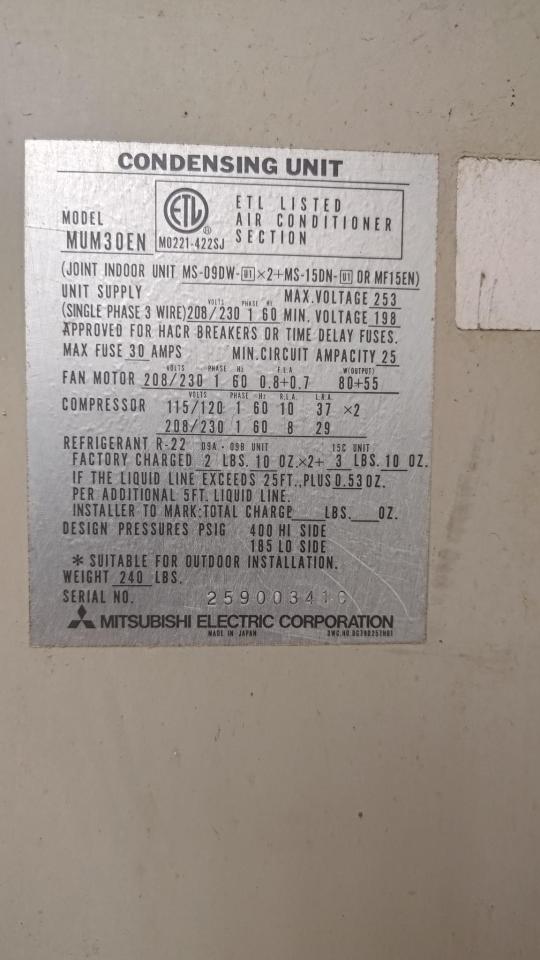 CONDENSING UNIT
MODEL
MUM30EN
ETL
®
M0221-422SJ
ETL LISTED
AIR CONDITIONER
SECTION
(JOINT INDOOR UNIT MS-09DW-U1×2+MS-15DN-U1 OR MF15EN)
UNIT SUPPLY MAX.VOLTAGE 253
VOLTS PHASE Hz
(SINGLE PHASE 3 WIRE)208/230 1 60 MIN. VOLTAGE 198
APPROVED FOR HACR BREAKERS OR TIME DELAY FUSES.
MAX FUSE 30 AMPS MIN.CIRCUIT AMPACITY 25
VOLTS PHASE Hz F.L.A W(OUTPUT)
FAN MOTOR 208/230 1 60 0.8+0.7 80+55
VOLTS PHASE Hz R.L.A. L.R.A.
COMPRESSOR 115/120 1 60 10 37 ×2
208/230 1 60 8 29
REFRIGERANT R-22 09A·09B UNIT 15C UNIT
FACTORY CHARGED 2 LBS. 10 OZ.×2+ 3 LBS. 10 OZ.
IF THE LIQUID LINE EXCEEDS 25FT.,PLUS 0.53 OZ.
PER ADDITIONAL 5FT. LIQUID LINE.
INSTALLER TO MARK:TOTAL CHARGE LBS. OZ.
DESIGN PRESSURES PSIG 400 HI SIDE
185 LO SIDE
* SUITABLE FOR OUTDOOR INSTALLATION.
WEIGHT 240 LBS.
SERIAL NO.
MITSUBISHI ELECTRIC CORPORATION
MADE IN JAPAN